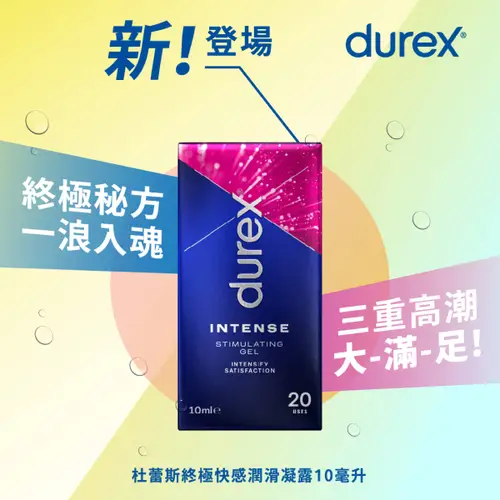 新!登場
durex®
終極秘方
一浪入魂
durex
INTENSE
STIMULATING
GEL
INTENSIFY
SATISFACTION
10ml℮
20
USES
三重高潮
大-滿-足!
杜蕾斯終極快感潤滑凝露10毫升